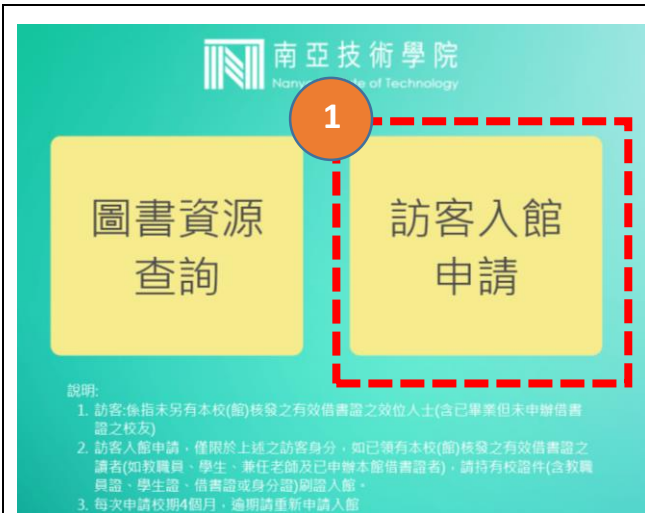 南亞技術學院
Nany
e of Technology
1
圖書資源
查詢
訪客入館
申請
說明:
1. 訪客:係指未另有本校(館)核發之有效借書證之效位人士(含已畢業但未申辦借書
證之校友)
2. 訪客入館申請，僅限於上述之訪客身分，如已領有本校(館)核發之有效借書證之
讀者(如教職員、學生、兼任老師及已申辦本館借書證者)，請持有校證件(含教職
員證、學生證、借書證或身分證)刷證入館。
3. 每次申請校期4個月，逾期請重新申請入館